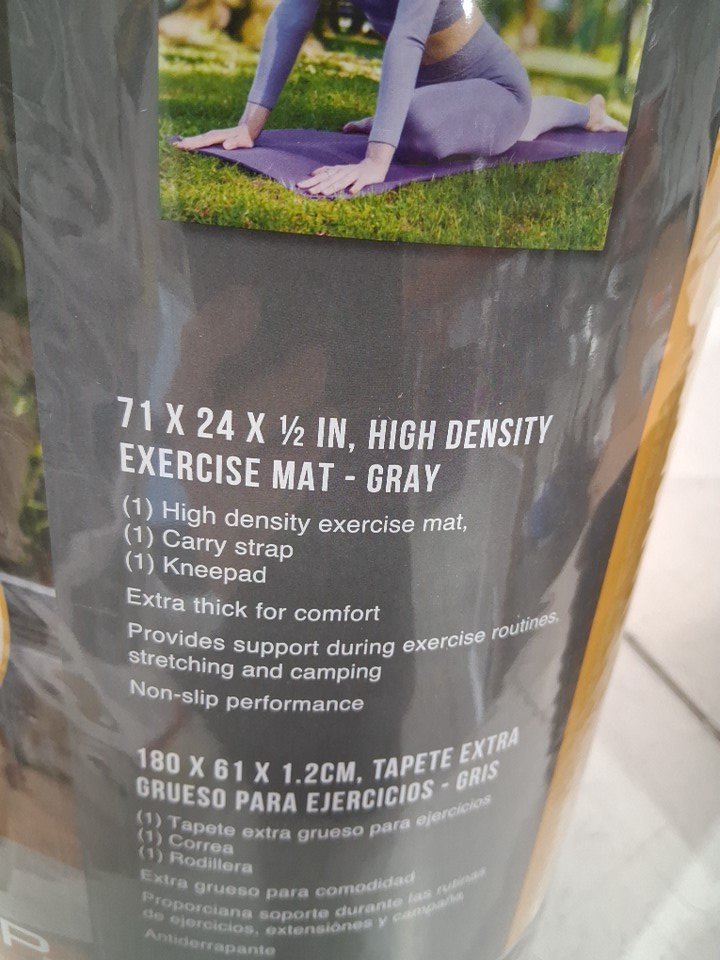 71 X 24 X ½ IN, HIGH DENSITY
EXERCISE MAT - GRAY
(1) High density exercise mat,
(1) Carry strap
(1) Kneepad
Extra thick for comfort
Provides support during exercise routines,
stretching and camping
Non-slip performance
180 X 61 X 1.2CM, TAPETE EXTRA
GRUESO PARA EJERCICIOS - GRIS
(1) Tapete extra grueso para ejercicios
(1) Correa
(1) Rodillera
Extra grueso para comodidad
Proporciana soporte durante las rutinas
de ejercicios, extensiónes y campaña
Antiderrapante
P